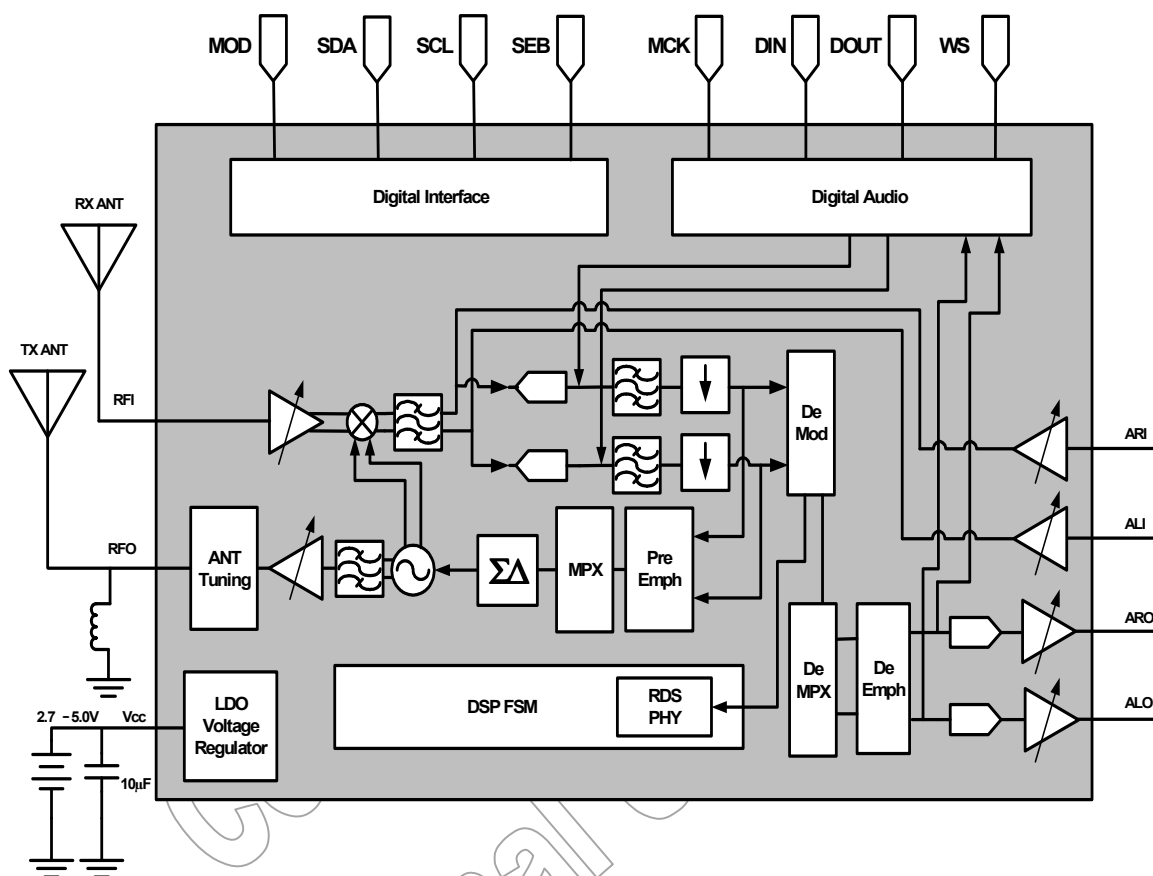 MOD SDA SCL SEB MCK DIN DOUT WS
Digital Interface
Digital Audio
RX ANT
TX ANT
RFI
De
Mod
ARI
ALI
RFO
ANT
Tuning
ΣΔ
MPX
Pre
Emph
ARO
De
MPX
De
Emph
ALO
DSP FSM
RDS
PHY
LDO
Voltage
Regulator
2.7 –5.0V Vcc
10μF